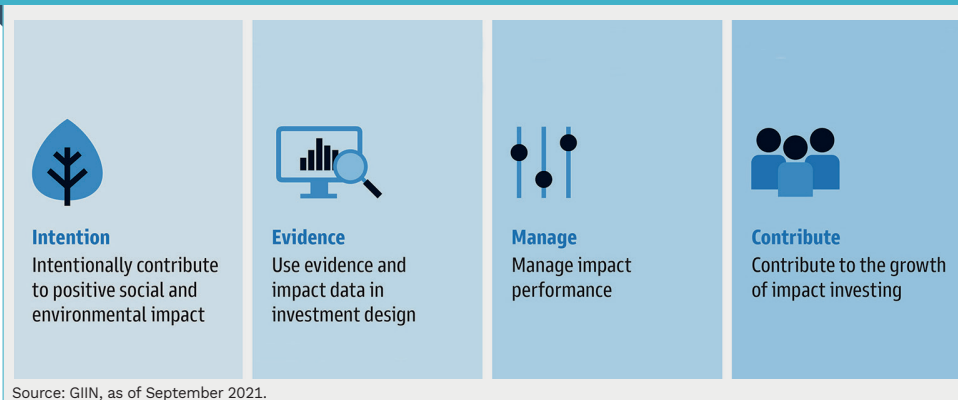 Intention
Intentionally contribute
to positive social and
environmental impact
Evidence
Use evidence and
impact data in
investment design
Manage
Manage impact
performance
Contribute
Contribute to the growth
of impact investing
Source: GIIN, as of September 2021.